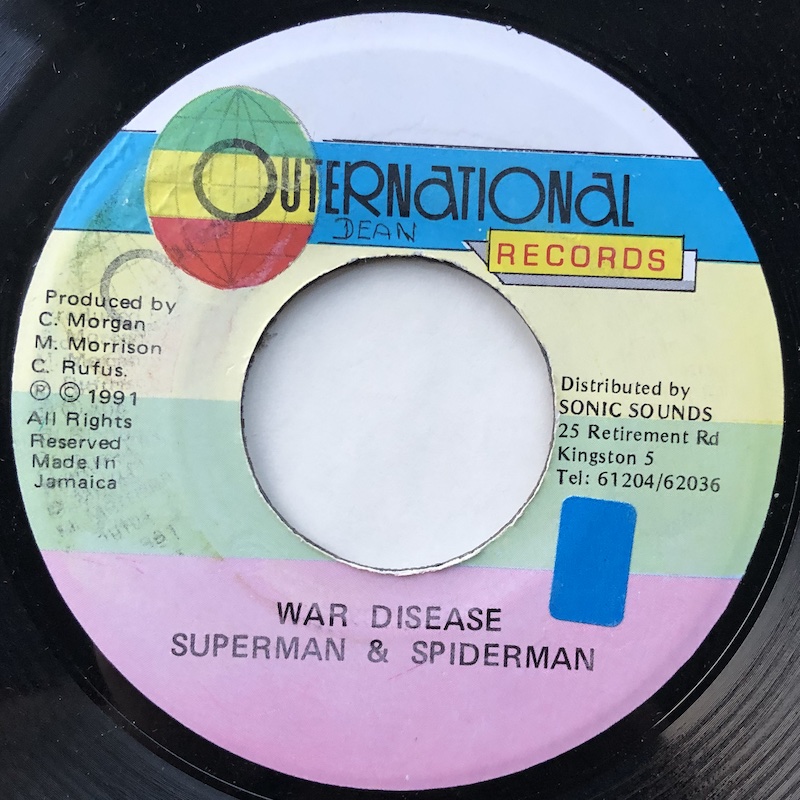 OUTERNATIONAL
DEAN
RECORDS
Produced by
C. Morgan
M. Morrison
C. Rufus.
Ⓟ © 1991
All Rights
Reserved
Made In
Jamaica
Distributed by
SONIC SOUNDS
25 Retirement Rd
Kingston 5
Tel: 61204/62036
WAR DISEASE
SUPERMAN & SPIDERMAN